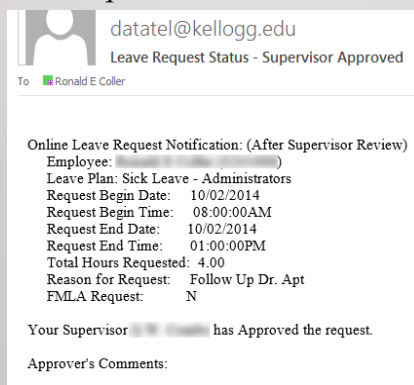 datatel@kellogg.edu
Leave Request Status - Supervisor Approved
To Ronald E Coller
Online Leave Request Notification: (After Supervisor Review)
Employee: )
Leave Plan: Sick Leave - Administrators
Request Begin Date: 10/02/2014
Request Begin Time: 08:00:00AM
Request End Date: 10/02/2014
Request End Time: 01:00:00PM
Total Hours Requested: 4.00
Reason for Request: Follow Up Dr. Apt
FMLA Request: N
Your Supervisor has Approved the request.
Approver's Comments: